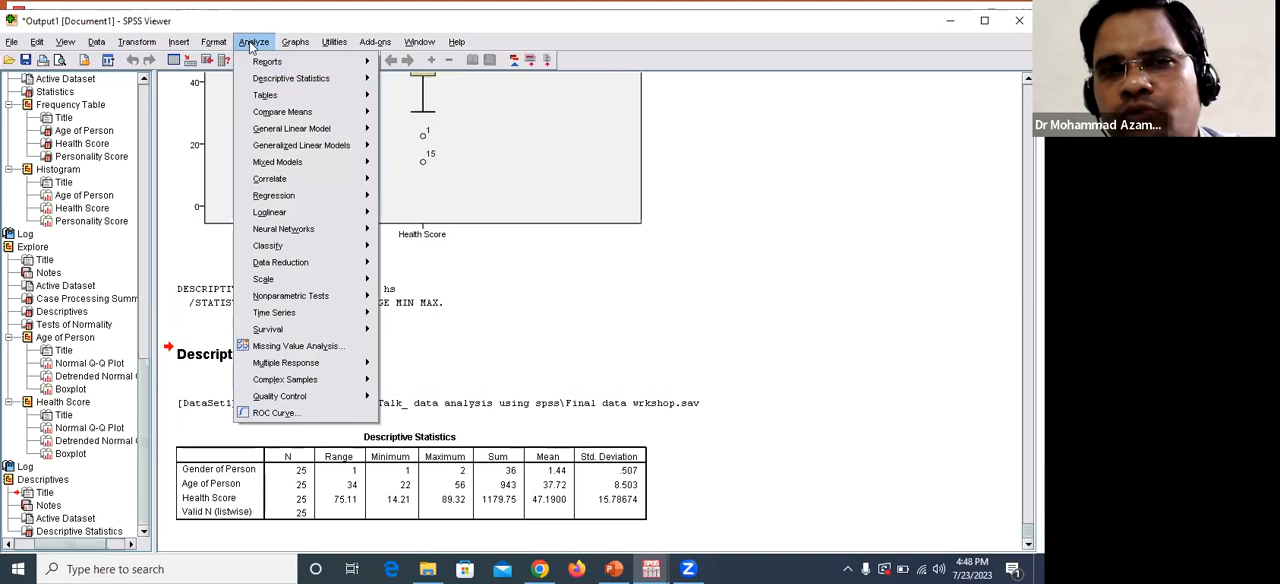 *Output1 [Document1] - SPSS Viewer
File Edit View Data Transform Insert Format Analyze Graphs Utilities Add-ons Window Help
Active Dataset
Statistics
Frequency Table
Title
Age of Person
Health Score
Personality Score
Histogram
Title
Age of Person
Health Score
Personality Score
Log
Explore
Title
Notes
Active Dataset
Case Processing Summ
Descriptives
Tests of Normality
Age of Person
Title
Normal Q-Q Plot
Detrended Normal
Boxplot
Health Score
Title
Normal Q-Q Plot
Detrended Normal
Boxplot
Log
Descriptives
Title
Notes
Active Dataset
Descriptive Statistics
Reports
Descriptive Statistics
Tables
Compare Means
General Linear Model
Generalized Linear Models
Mixed Models
Correlate
Regression
Loglinear
Neural Networks
Classify
Data Reduction
Scale
Nonparametric Tests
Time Series
Survival
Missing Value Analysis...
Multiple Response
Complex Samples
Quality Control
ROC Curve...
40
20
0
1
15
Health Score
DESCRIPTIV hs
/STATIS GE MIN MAX.
Descript
[DataSet1 Talk_ data analysis using spss\Final data wrkshop.sav
Descriptive Statistics
N Range Minimum Maximum Sum Mean Std. Deviation
Gender of Person 25 1 1 2 36 1.44 .507
Age of Person 25 34 22 56 943 37.72 8.503
Health Score 25 75.11 14.21 89.32 1179.75 47.1900 15.78674
Valid N (listwise) 25
Dr Mohammad Azam...
Type here to search
4:48 PM
7/23/2023